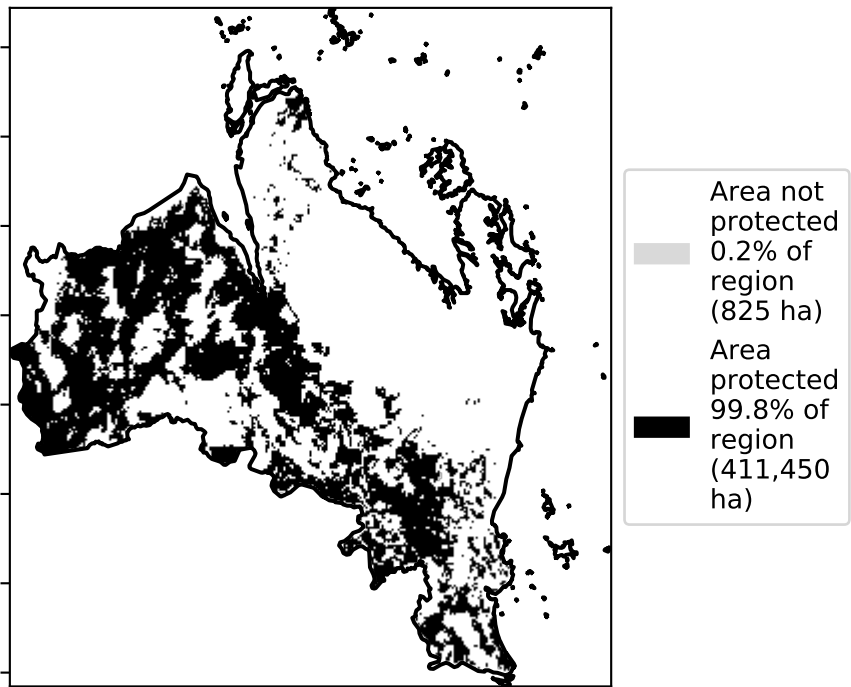 Area not
protected
0.2% of
region
(825 ha)
Area
protected
99.8% of
region
(411,450
ha)